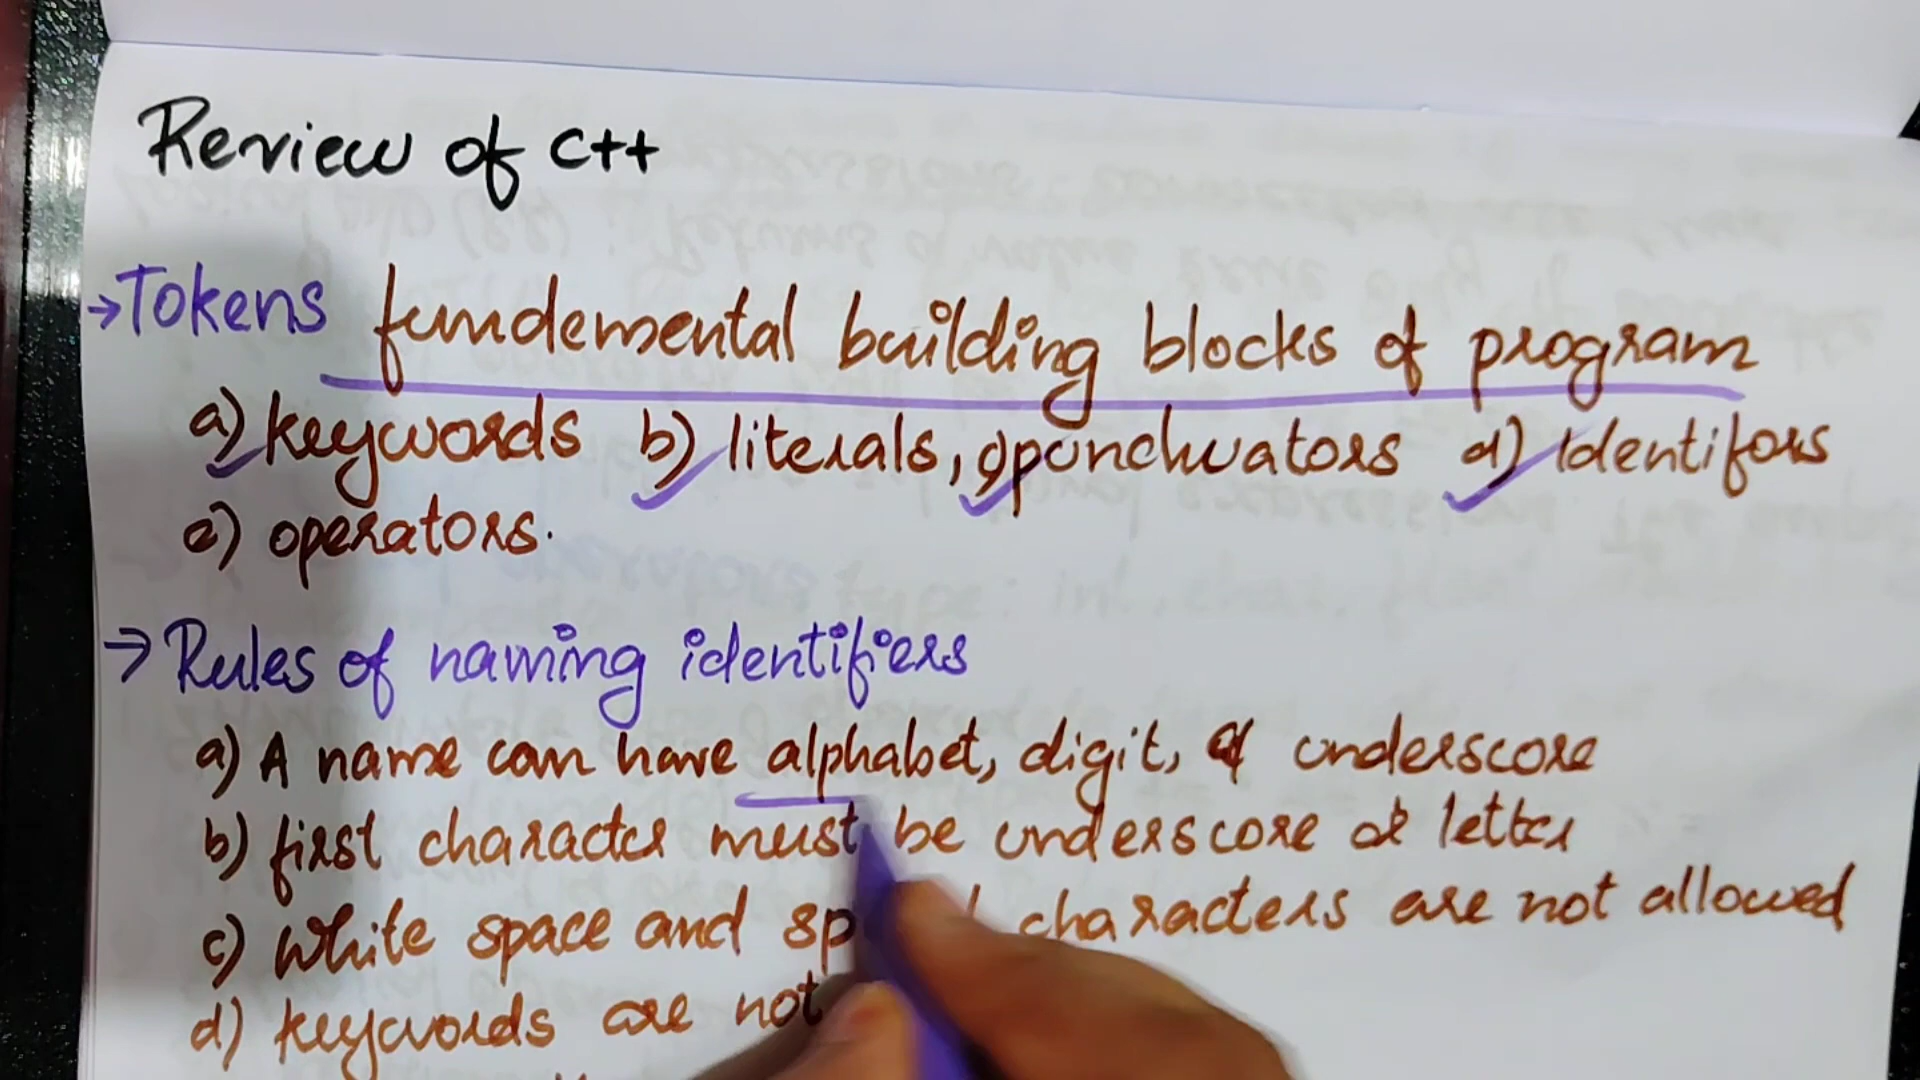 Review of C++
→Tokens fundemental building blocks of program
a) keywords b) literals, c) punchuators d) Identifors
e) operators.
→ Rules of naming identifiers
a) A name can have alphabet, digit, & underscore
b) first character must be underscore or letter
c) White space and characters are not allowed
d) keywords are not